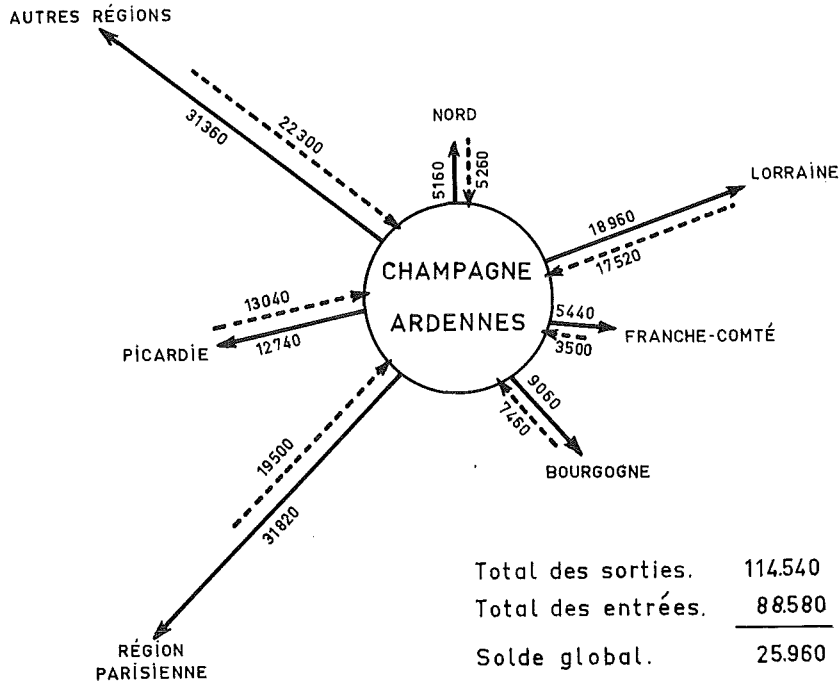 AUTRES RÉGIONS
31360
22300
NORD
5160
5260
LORRAINE
18960
17520
CHAMPAGNE
ARDENNES
13040
12740
PICARDIE
5440
3500
FRANCHE-COMTÉ
9060
7460
BOURGOGNE
19500
31820
RÉGION
PARISIENNE
Total des sorties. 114.540
Total des entrées. 88.580
Solde global. 25.960